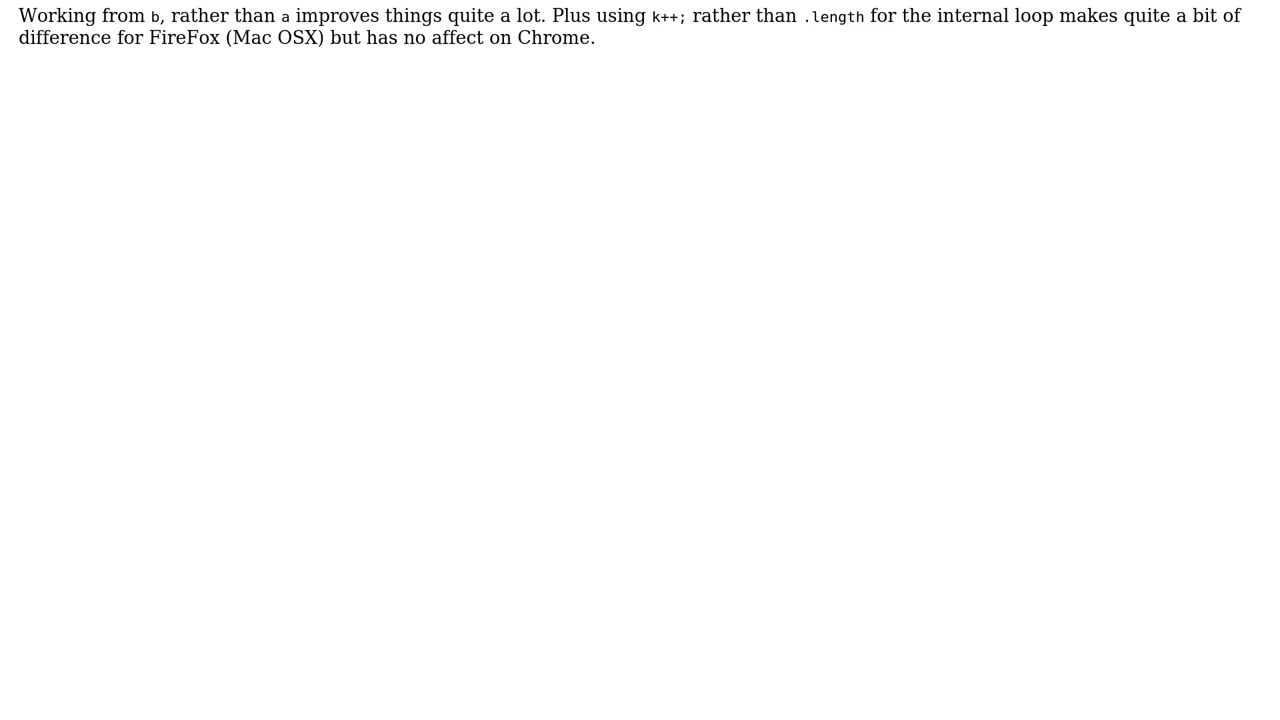 Working from b, rather than a improves things quite a lot. Plus using k++; rather than .length for the internal loop makes quite a bit of
difference for FireFox (Mac OSX) but has no affect on Chrome.